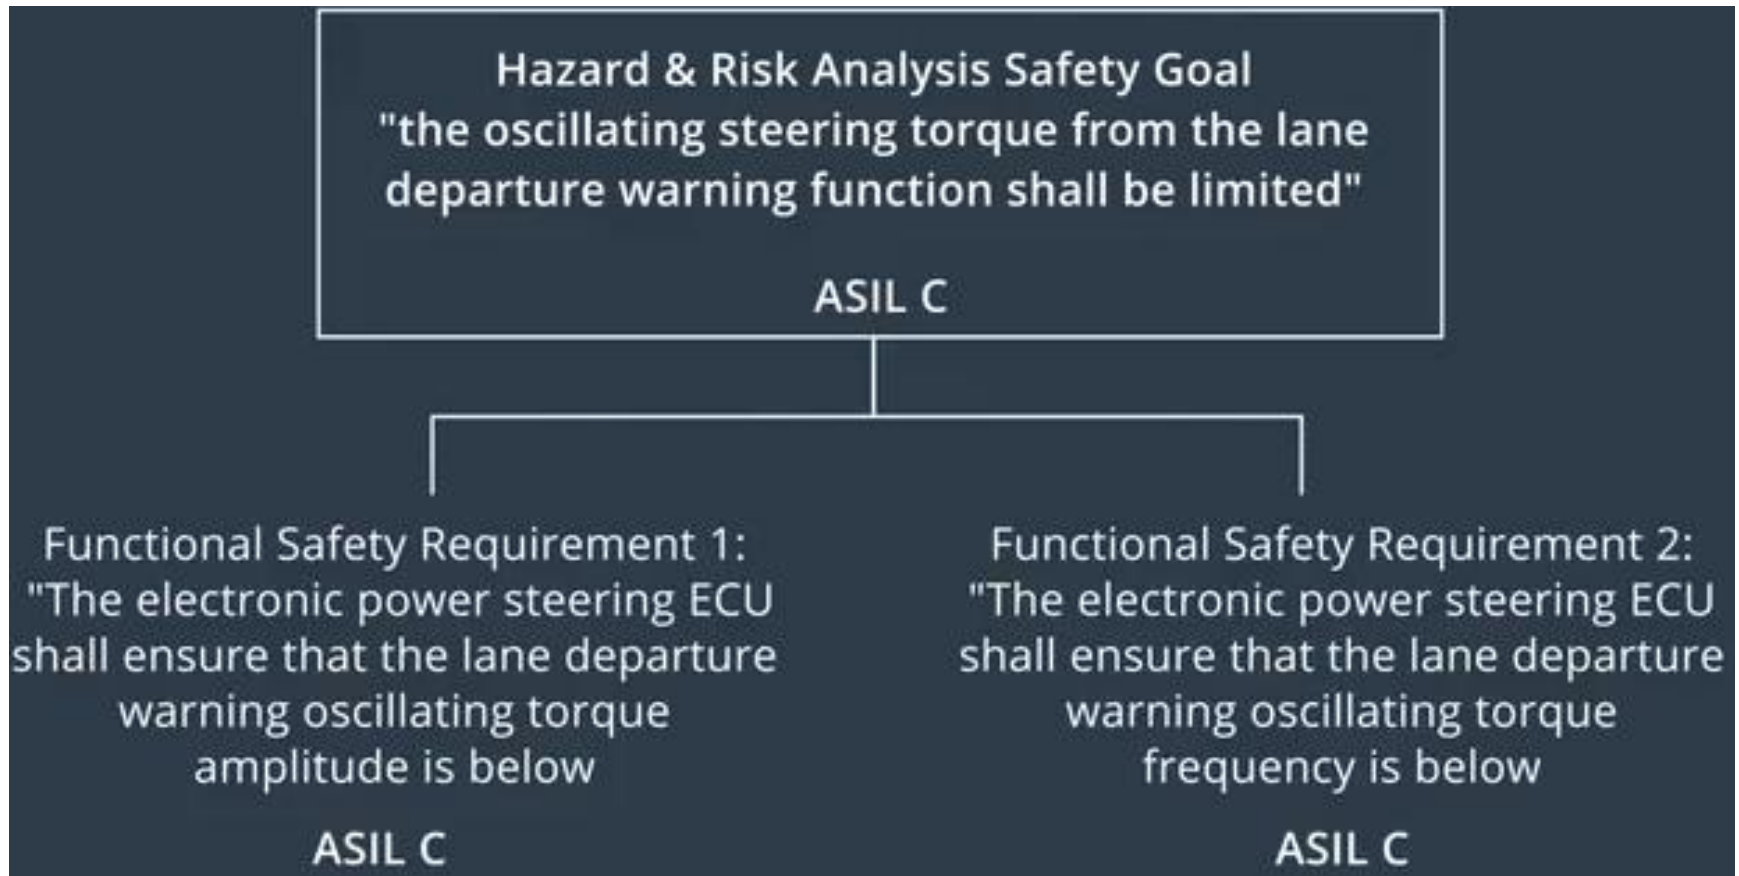 Hazard & Risk Analysis Safety Goal
"the oscillating steering torque from the lane
departure warning function shall be limited"
ASIL C
Functional Safety Requirement 1:
"The electronic power steering ECU
shall ensure that the lane departure
warning oscillating torque
amplitude is below
ASIL C
Functional Safety Requirement 2:
"The electronic power steering ECU
shall ensure that the lane departure
warning oscillating torque
frequency is below
ASIL C